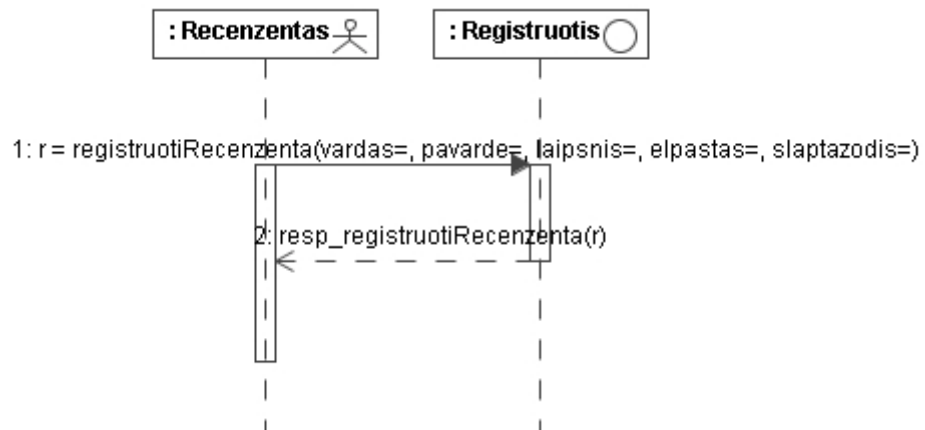 : Recenzentas
: Registruotis
1: r = registruotiRecenzenta(vardas=, pavarde=, laipsnis=, elpastas=, slaptazodis=)
2: resp_registruotiRecenzenta(r)